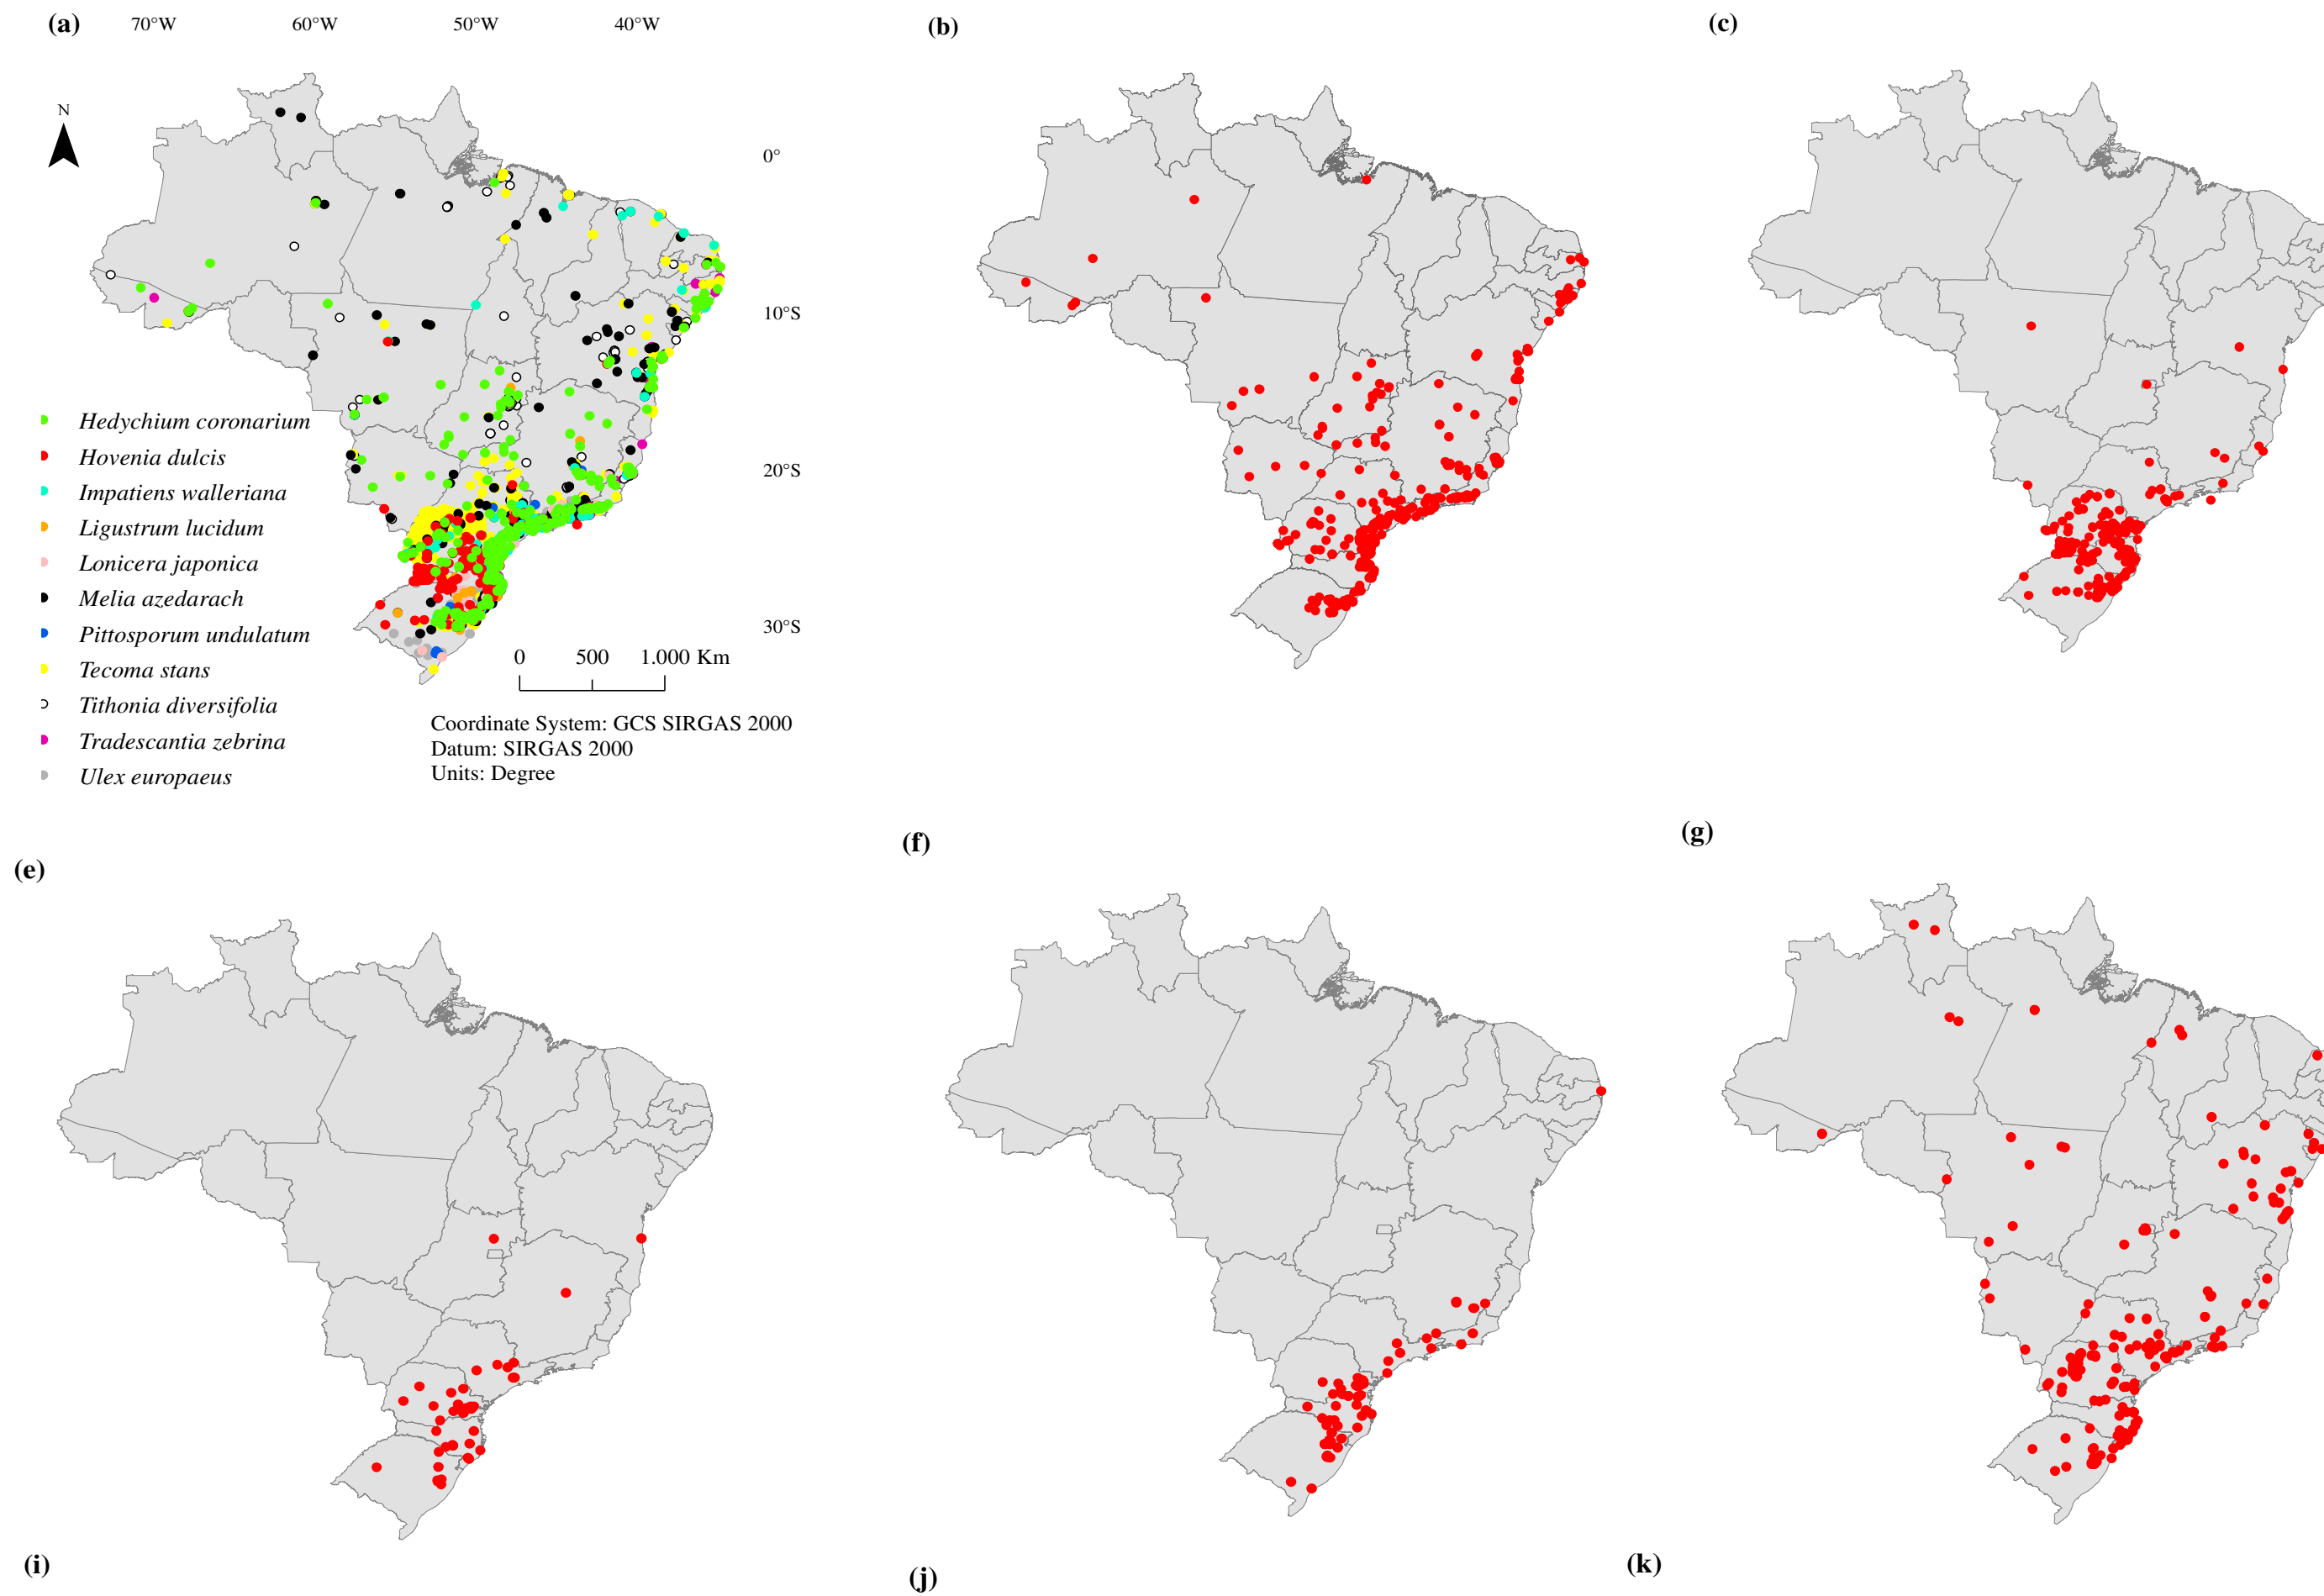 (a)
70°W 60°W 50°W 40°W
(b)
(c)
N
0°
10°S
20°S
30°S
Hedychium coronarium
Hovenia dulcis
Impatiens walleriana
Ligustrum lucidum
Lonicera japonica
Melia azedarach
Pittosporum undulatum
Tecoma stans
Tithonia diversifolia
Tradescantia zebrina
Ulex europaeus
0 500 1.000 Km
Coordinate System: GCS SIRGAS 2000
Datum: SIRGAS 2000
Units: Degree
(e)
(f)
(g)
(i)
(j)
(k)